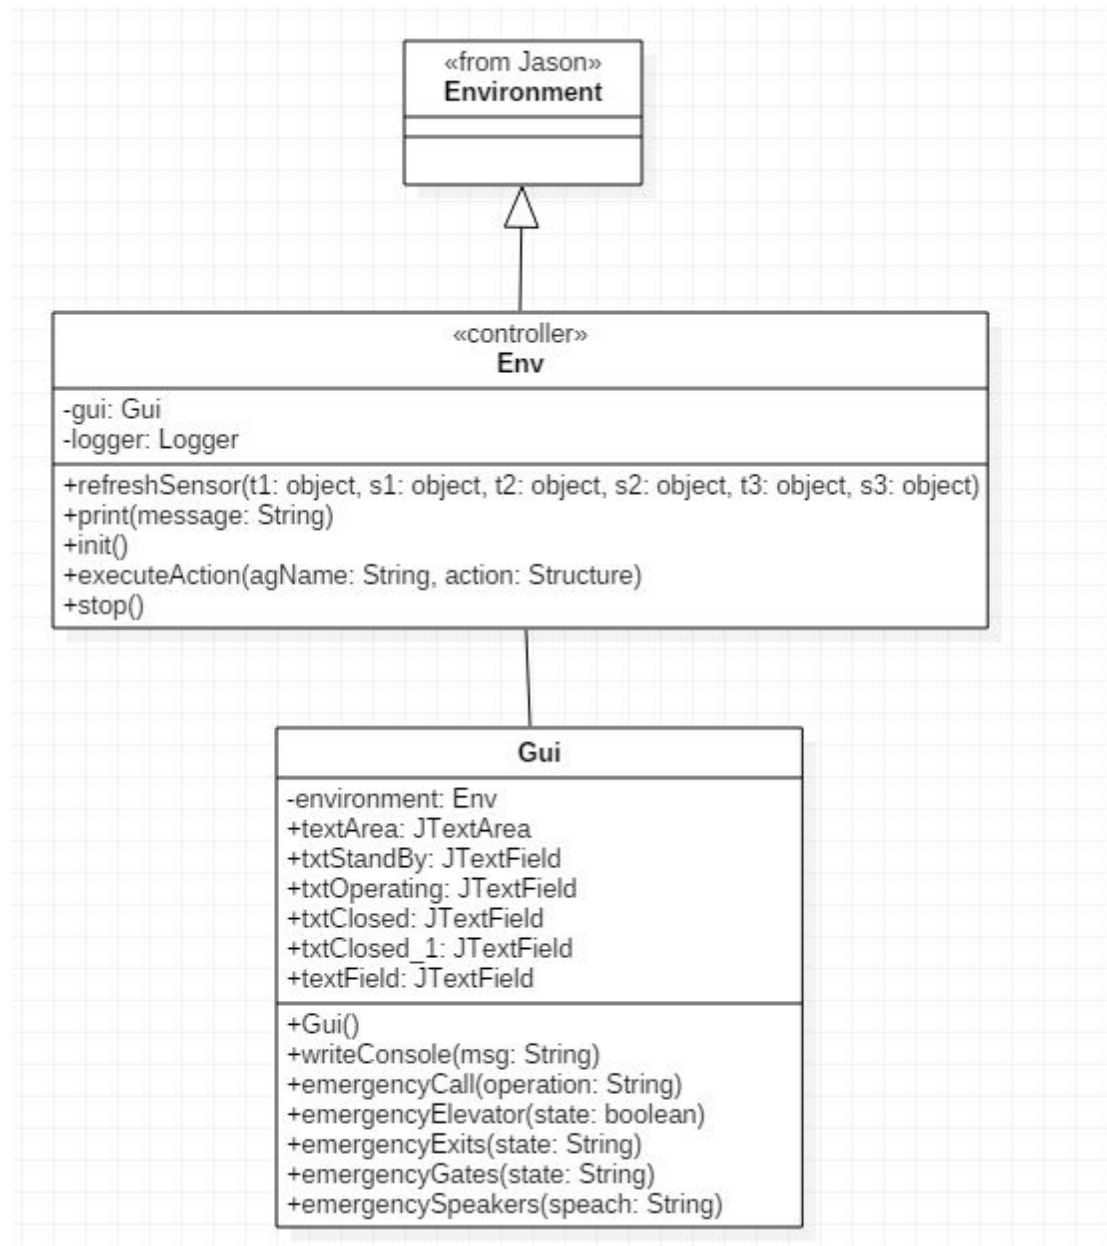 «from Jason»
Environment
«controller»
Env
-gui: Gui
-logger: Logger
+refreshSensor(t1: object, s1: object, t2: object, s2: object, t3: object, s3: object)
+print(message: String)
+init()
+executeAction(agName: String, action: Structure)
+stop()
Gui
-environment: Env
+textArea: JTextArea
+txtStandBy: JTextField
+txtOperating: JTextField
+txtClosed: JTextField
+txtClosed_1: JTextField
+textField: JTextField
+Gui()
+writeConsole(msg: String)
+emergencyCall(operation: String)
+emergencyElevator(state: boolean)
+emergencyExits(state: String)
+emergencyGates(state: String)
+emergencySpeakers(speach: String)